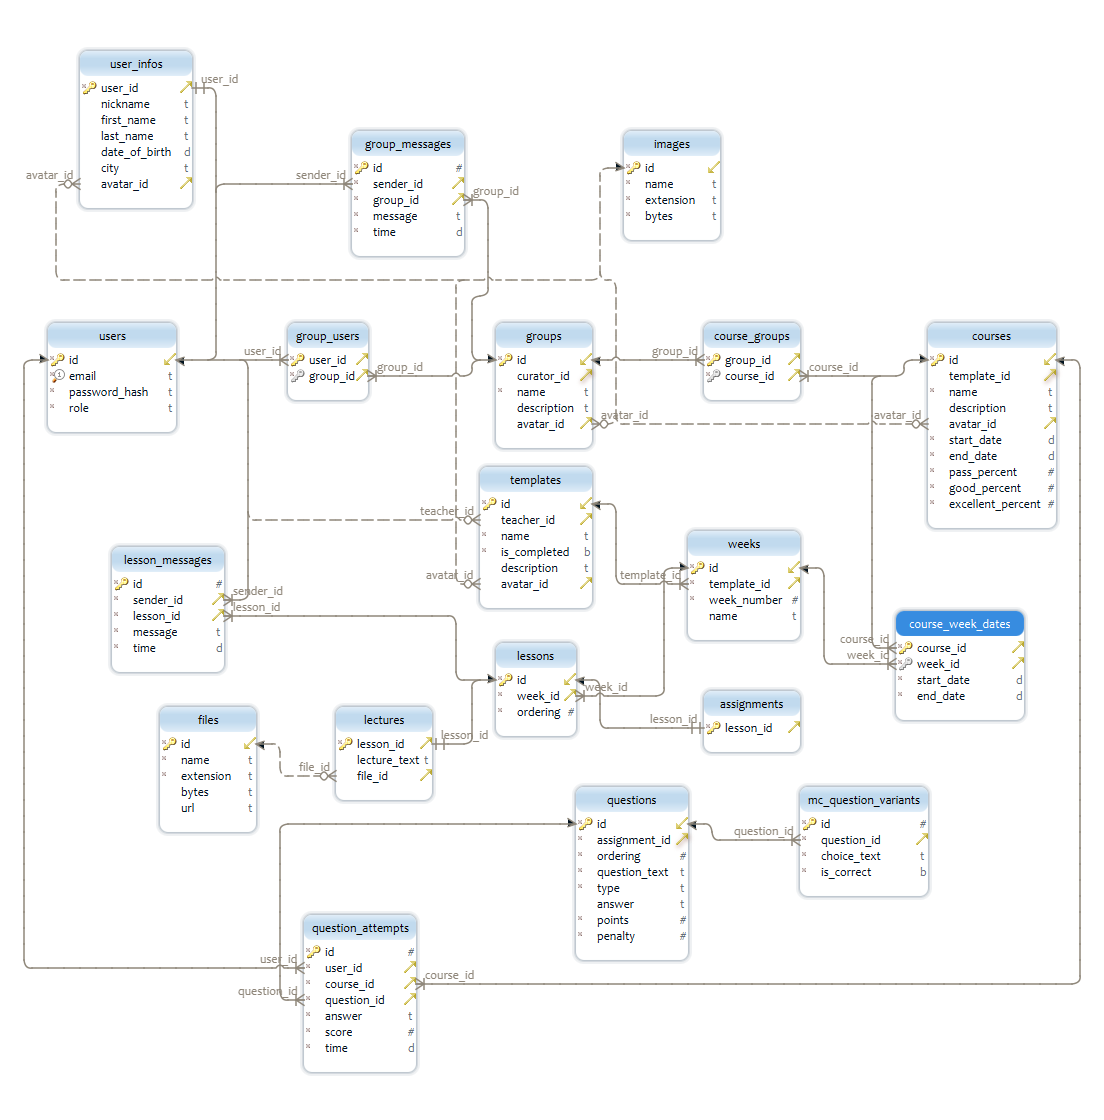 user_infos
user_id
nickname t
first_name t
last_name t
date_of_birth d
city t
avatar_id
user_id
avatar_id
group_messages
id #
sender_id
group_id
message t
time d
sender_id
group_id
images
id
name t
extension t
bytes t
users
id
email t
password_hash t
role t
user_id
group_users
user_id
group_id
group_id
groups
id
curator_id
name t
description t
avatar_id
avatar_id
group_id
course_groups
group_id
course_id
course_id
avatar_id
courses
id
template_id
name t
description t
avatar_id
start_date d
end_date d
pass_percent #
good_percent #
excellent_percent #
templates
id
teacher_id
name t
is_completed b
description t
avatar_id
teacher_id
avatar_id
template_id
weeks
id
template_id
week_number #
name t
lesson_messages
id #
sender_id
lesson_id
message t
time d
sender_id
lesson_id
course_id
week_id
course_week_dates
course_id
week_id
start_date d
end_date d
lessons
id
week_id
ordering #
week_id
lesson_id
assignments
lesson_id
files
id
name t
extension t
bytes t
url t
file_id
lectures
lesson_id
lecture_text t
file_id
lesson_id
questions
id
assignment_id
ordering #
question_text t
type t
answer t
points #
penalty #
question_id
mc_question_variants
id #
question_id
choice_text t
is_correct b
question_attempts
id #
user_id
course_id
question_id
answer t
score #
time d
user_id
question_id
course_id